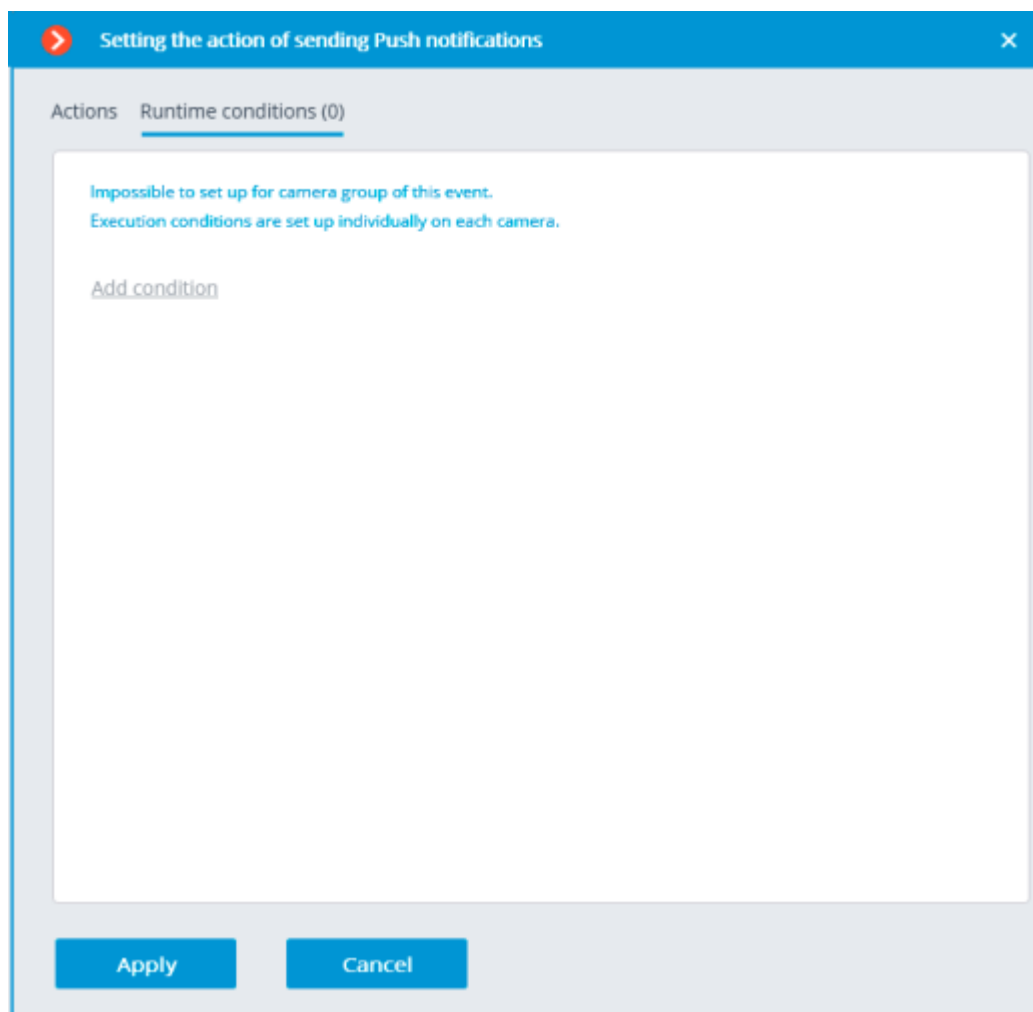 Setting the action of sending Push notifications
Actions Runtime conditions (0)
Impossible to set up for camera group of this event.
Execution conditions are set up individually on each camera.
Add condition
Apply Cancel